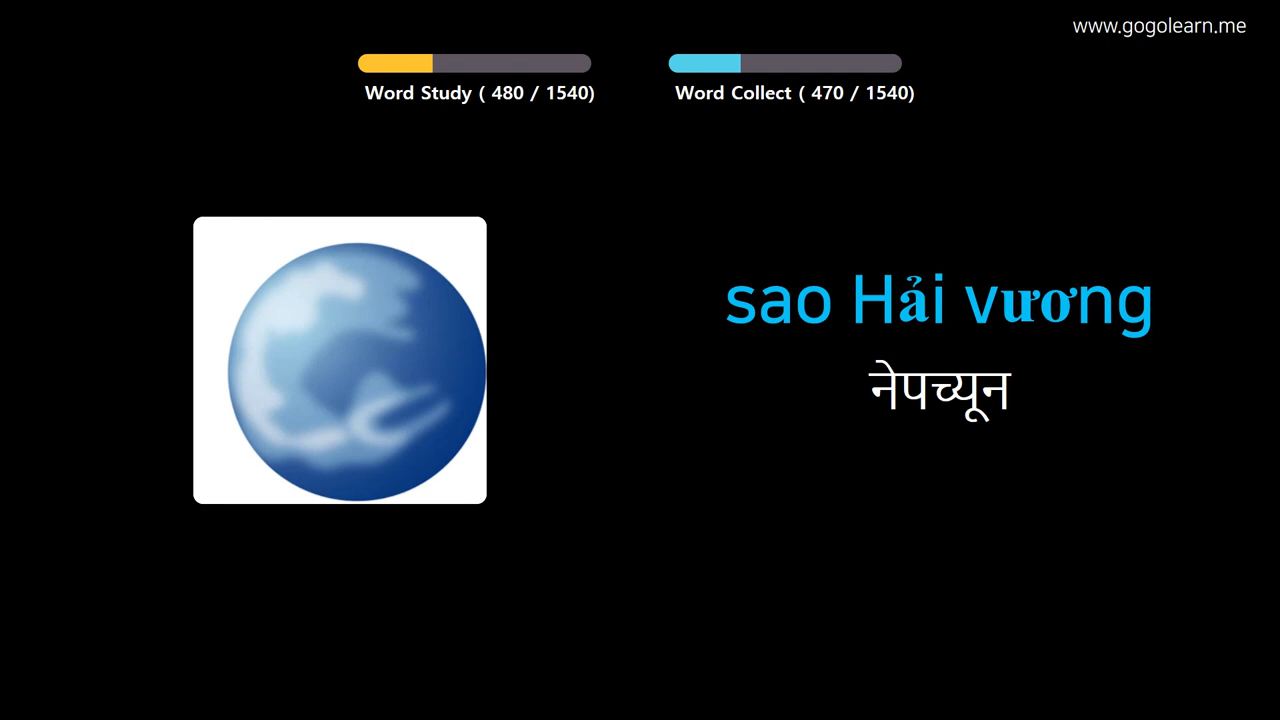 www.gogolearn.me
Word Study ( 480 / 1540)
Word Collect ( 470 / 1540)
sao Hải vương
नेपच्यून